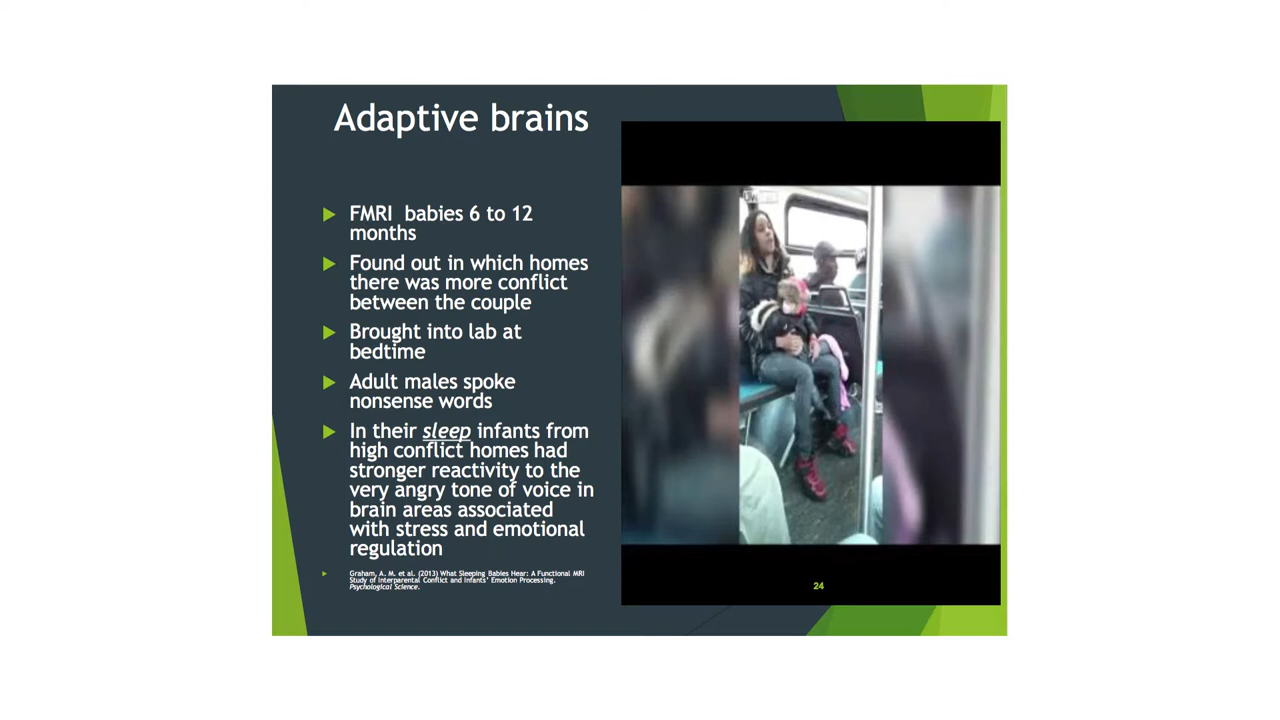 Adaptive brains
FMRI babies 6 to 12
months
Found out in which homes
there was more conflict
between the couple
Brought into lab at
bedtime
Adult males spoke
nonsense words
In their sleep infants from
high conflict homes had
stronger reactivity to the
very angry tone of voice in
brain areas associated
with stress and emotional
regulation
Graham, A. M. et al. (2013) What Sleeping Babies Hear: A Functional MRI
Study of Interparental Conflict and Infants' Emotion Processing.
Psychological Science.
24